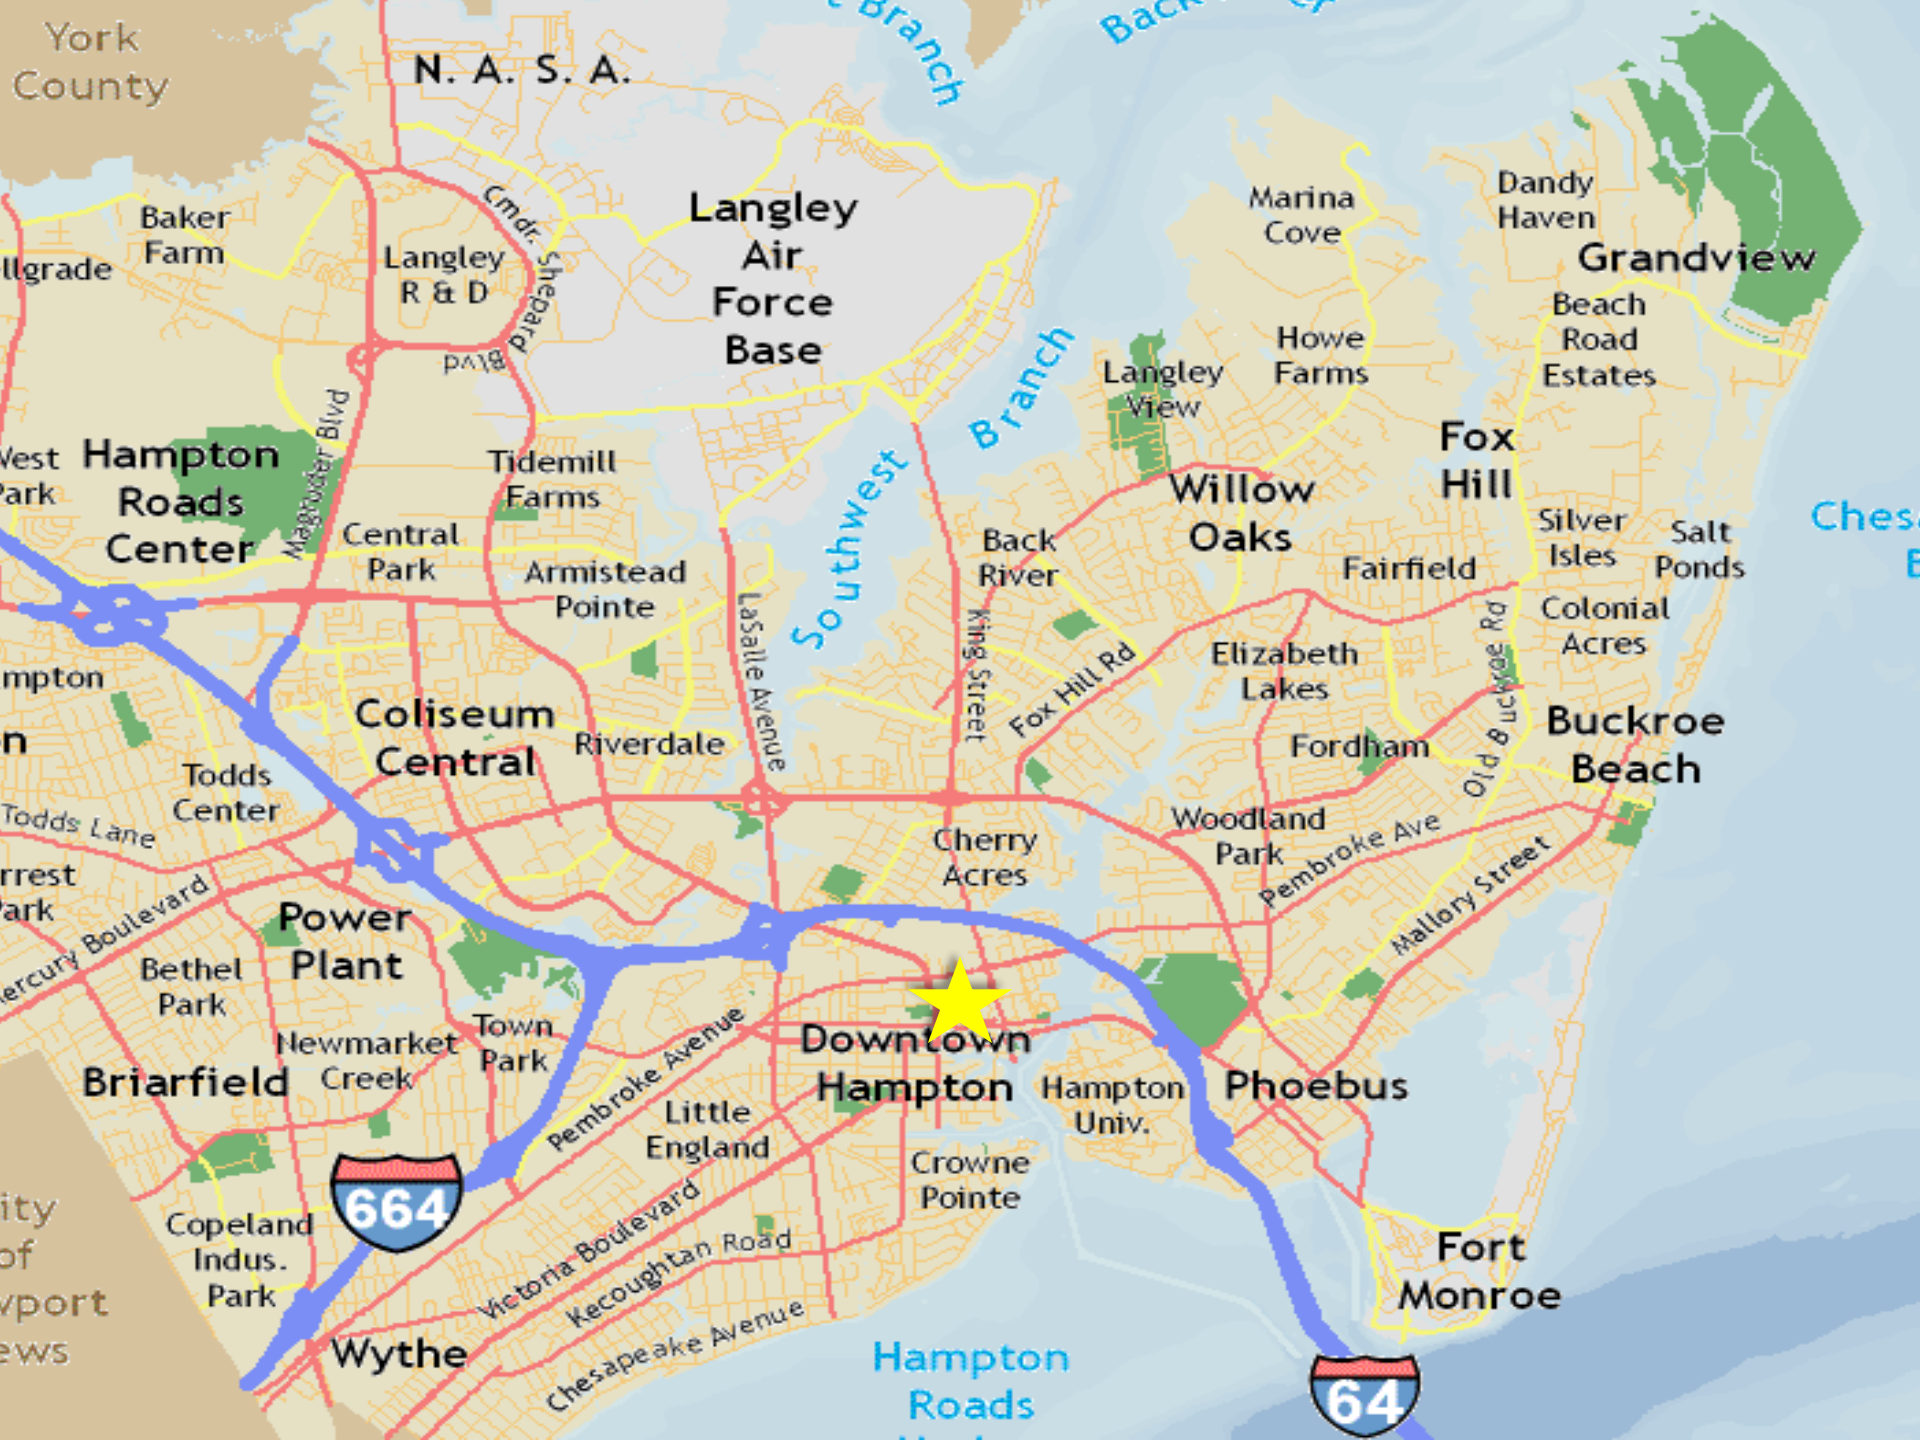 York
County
N. A. S. A.
Branch
Back
Baker
Farm
llgrade
Langley
R & D
Cmdr. Shepard
Blvd
Langley
Air
Force
Base
Marina
Cove
Dandy
Haven
Grandview
Beach
Road
Estates
Howe
Farms
Langley
View
Branch
Southwest
Fox
Hill
Magruder Blvd
Hampton
Roads
Center
West
Park
Tidemill
Farms
Central
Park
Armistead
Pointe
Willow
Oaks
Back
River
Fairfield
Silver
Isles
Salt
Ponds
Ches
B
Colonial
Acres
LaSalle Avenue
King Street
Fox Hill Rd
Elizabeth
Lakes
Old Buckroe Rd
mpton
n
Coliseum
Central
Riverdale
Fordham
Buckroe
Beach
Todds
Center
Todds Lane
Cherry
Acres
Woodland
Park
Pembroke Ave
Mallory Street
rrest
Park
ercury Boulevard
Power
Plant
Bethel
Park
Newmarket
Creek
Town
Park
Briarfield
Pembroke Avenue
Downtown
Hampton
Hampton
Univ.
Phoebus
Little
England
Crowne
Pointe
664
Copeland
Indus.
Park
ity
of
wport
ews
Victoria Boulevard
Kecoughtan Road
Chesapeake Avenue
Wythe
Fort
Monroe
Hampton
Roads
64